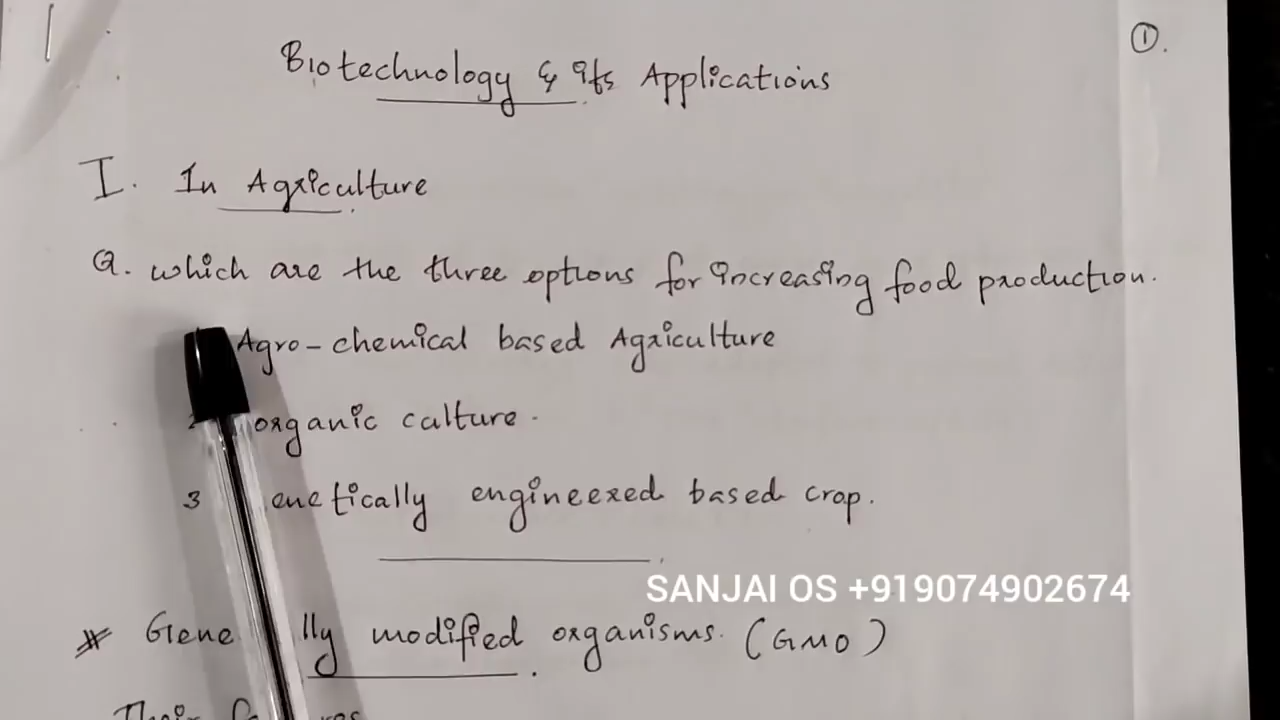 ①.
Biotechnology & its Applications
I. In Agriculture
Q. which are the three options for increasing food production.
Agro-chemical based Agriculture
2 organic culture.
3 enetically engineered based crop.
SANJAI OS +919074902674
* Gene lly modified organisms. (GMO)